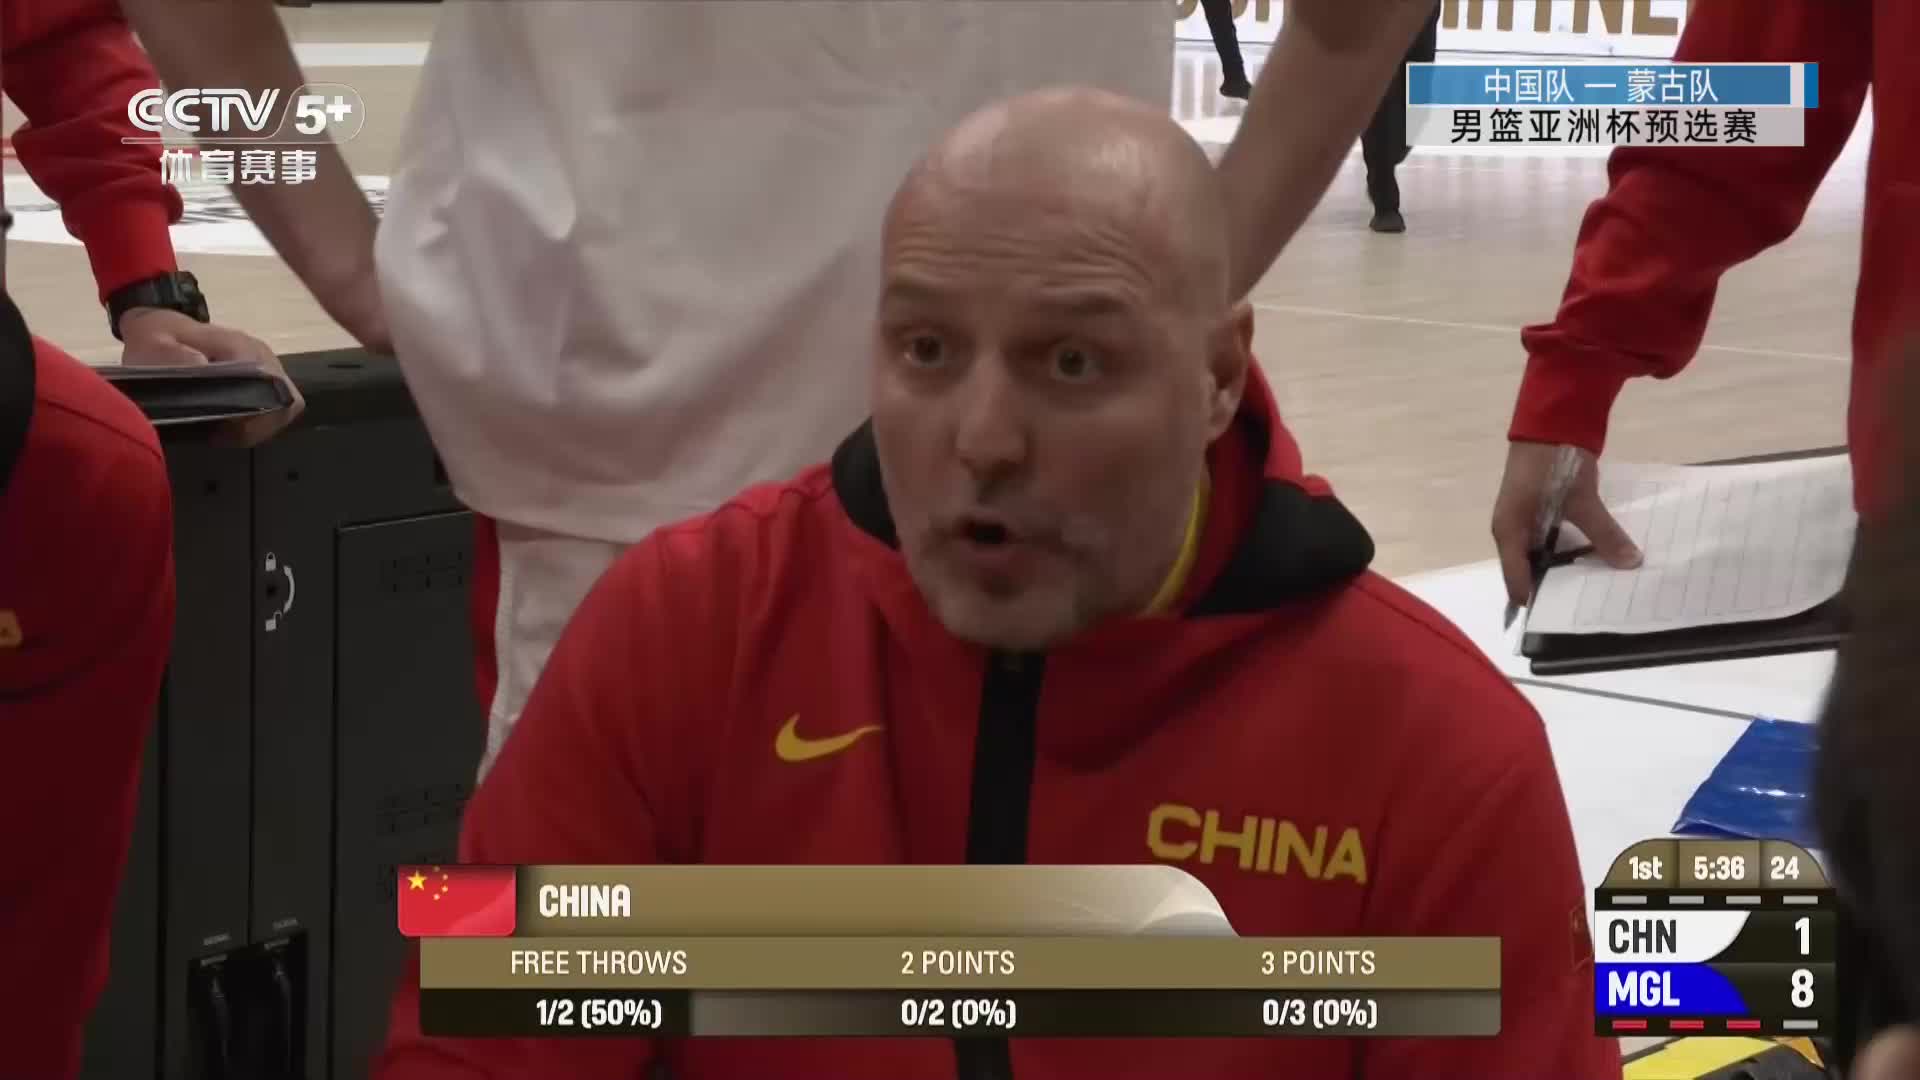 CCTV 5+
体育赛事
中国队 — 蒙古队
男篮亚洲杯预选赛
CHINA
CHINA
FREE THROWS 2 POINTS 3 POINTS
1/2 (50%) 0/2 (0%) 0/3 (0%)
1st 5:36 24
CHN 1
MGL 8